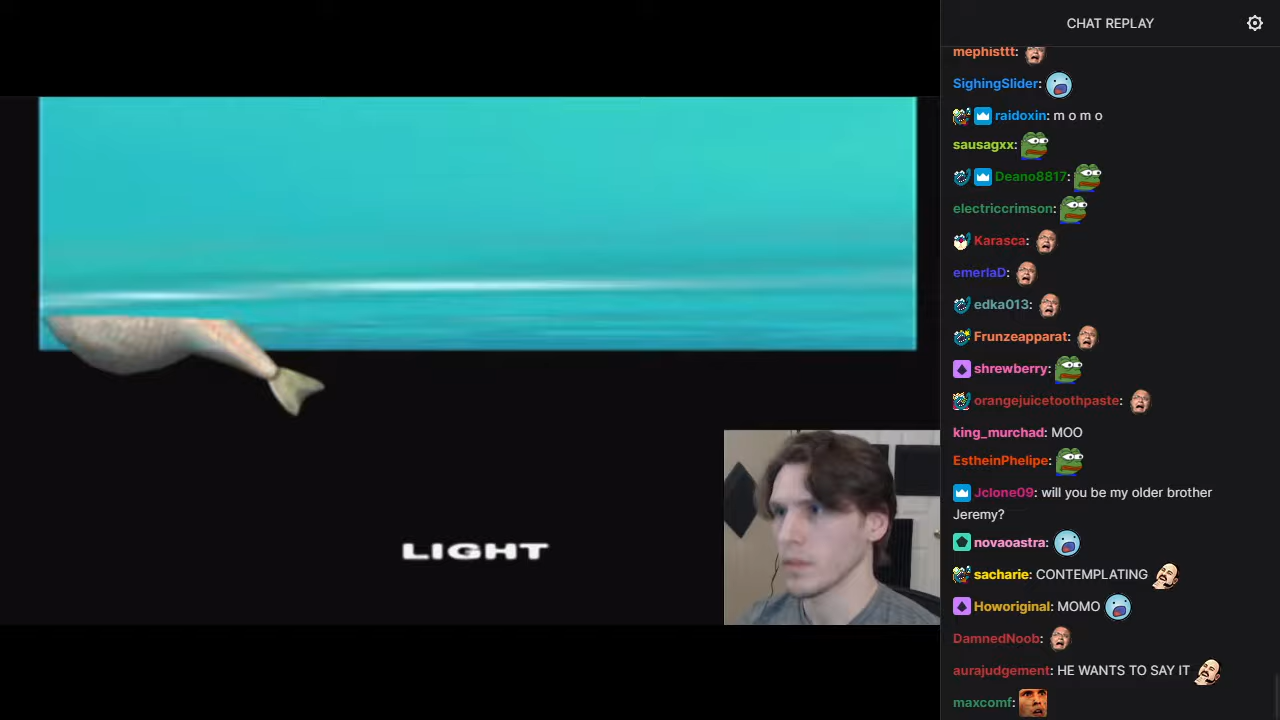 CHAT REPLAY
mephisttt:
SighingSlider:
raidoxin: m o m o
sausagxx:
Deano8817:
electriccrimson:
Karasca:
emerlaD:
edka013:
Frunzeapparat:
shrewberry:
orangejuicetoothpaste:
king_murchad: MOO
EstheinPhelipe:
Jclone09: will you be my older brother
Jeremy?
novaoastra:
sacharie: CONTEMPLATING
Howoriginal: MOMO
DamnedNoob:
aurajudgement: HE WANTS TO SAY IT
maxcomf:
LIGHT